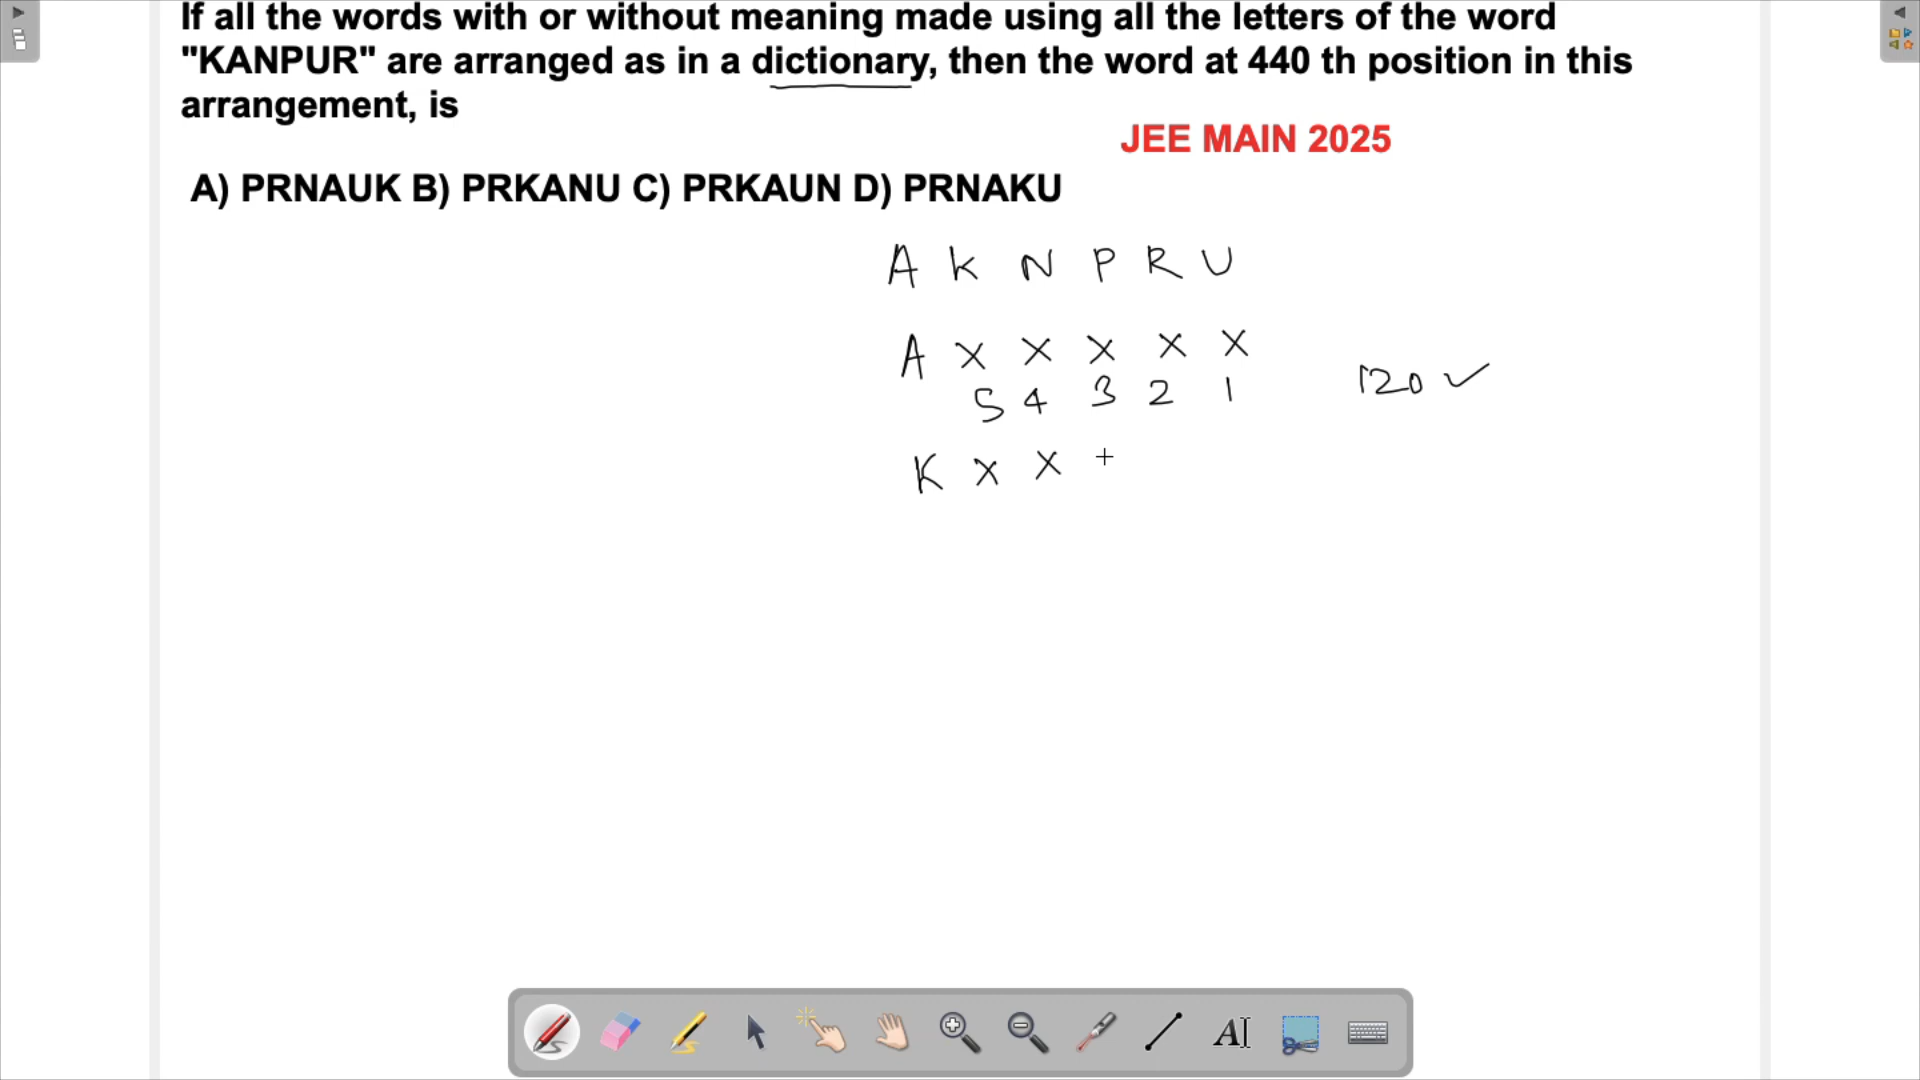 If all the words with or without meaning made using all the letters of the word
"KANPUR" are arranged as in a dictionary, then the word at 440 th position in this
arrangement, is
JEE MAIN 2025
A) PRNAUK B) PRKANU C) PRKAUN D) PRNAKU
A K N P R U
A X X X X X
120 ✓
5 4 3 2 1
K X X